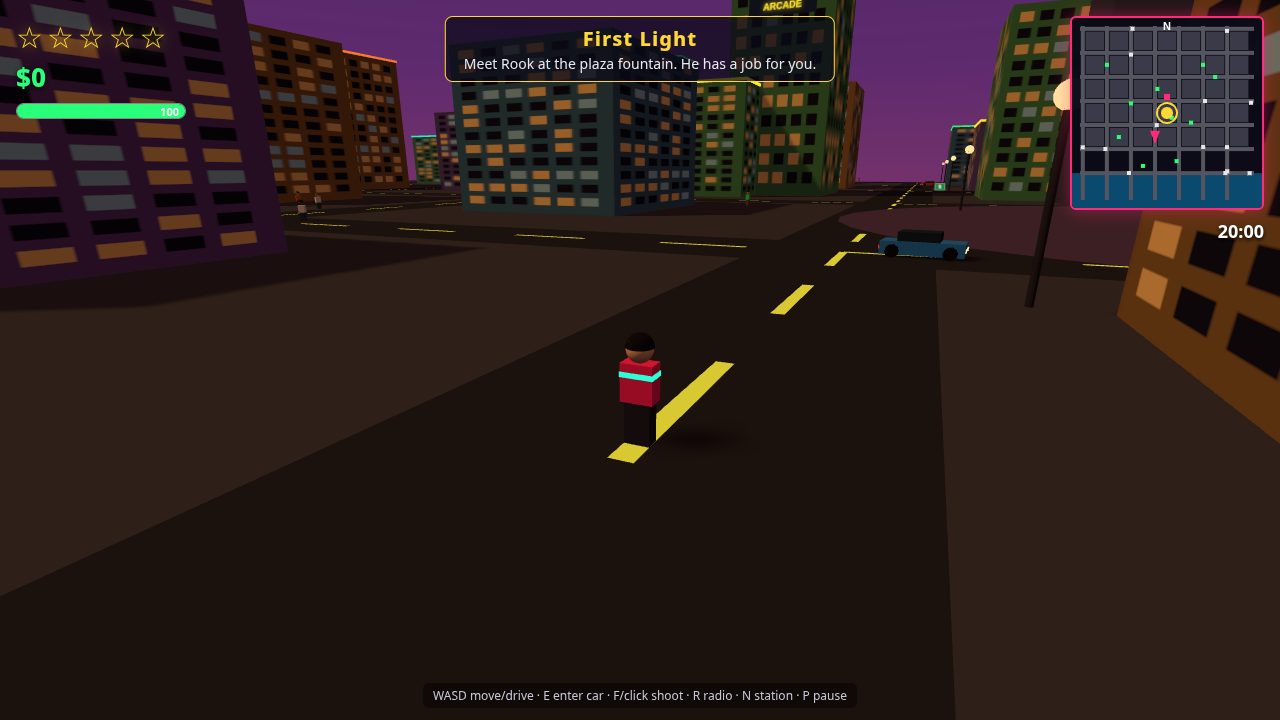 ☆ ☆ ☆ ☆ ☆
$0
100
First Light
Meet Rook at the plaza fountain. He has a job for you.
ARCADE
N
20:00
WASD move/drive · E enter car · F/click shoot · R radio · N station · P pause